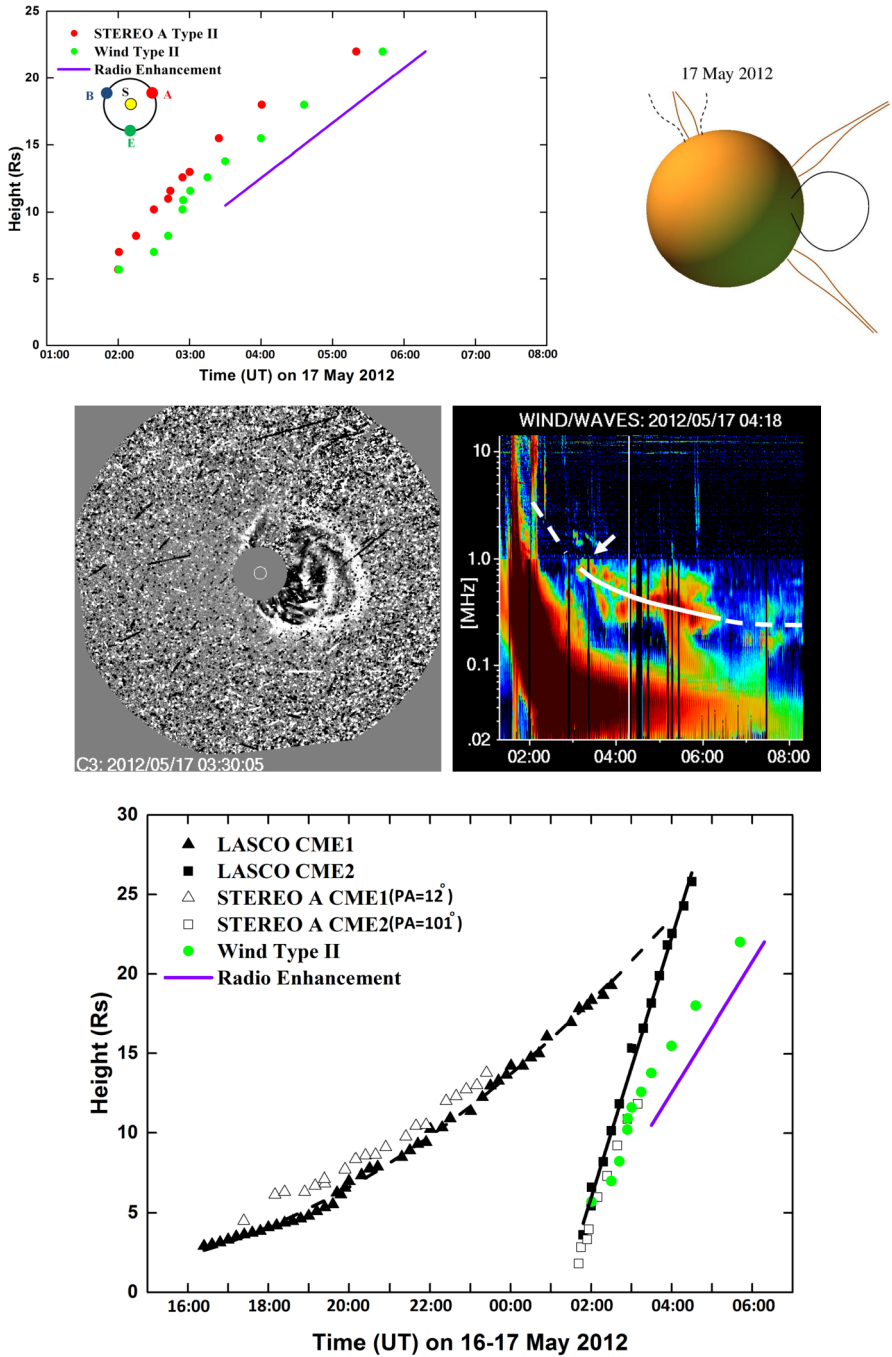 25
20
15
10
5
0
Height (Rs)
STEREO A Type II
Wind Type II
Radio Enhancement
B
S
A
E
01:00 02:00 03:00 04:00 05:00 06:00 07:00 08:00
Time (UT) on 17 May 2012
17 May 2012
C3: 2012/05/17 03:30:05
WIND/WAVES: 2012/05/17 04:18
10
1.0
[MHz]
0.1
.02
02:00 04:00 06:00 08:00
30
25
20
15
10
5
0
Height (Rs)
LASCO CME1
LASCO CME2
STEREO A CME1(PA=12°)
STEREO A CME2(PA=101°)
Wind Type II
Radio Enhancement
16:00 18:00 20:00 22:00 00:00 02:00 04:00 06:00
Time (UT) on 16-17 May 2012